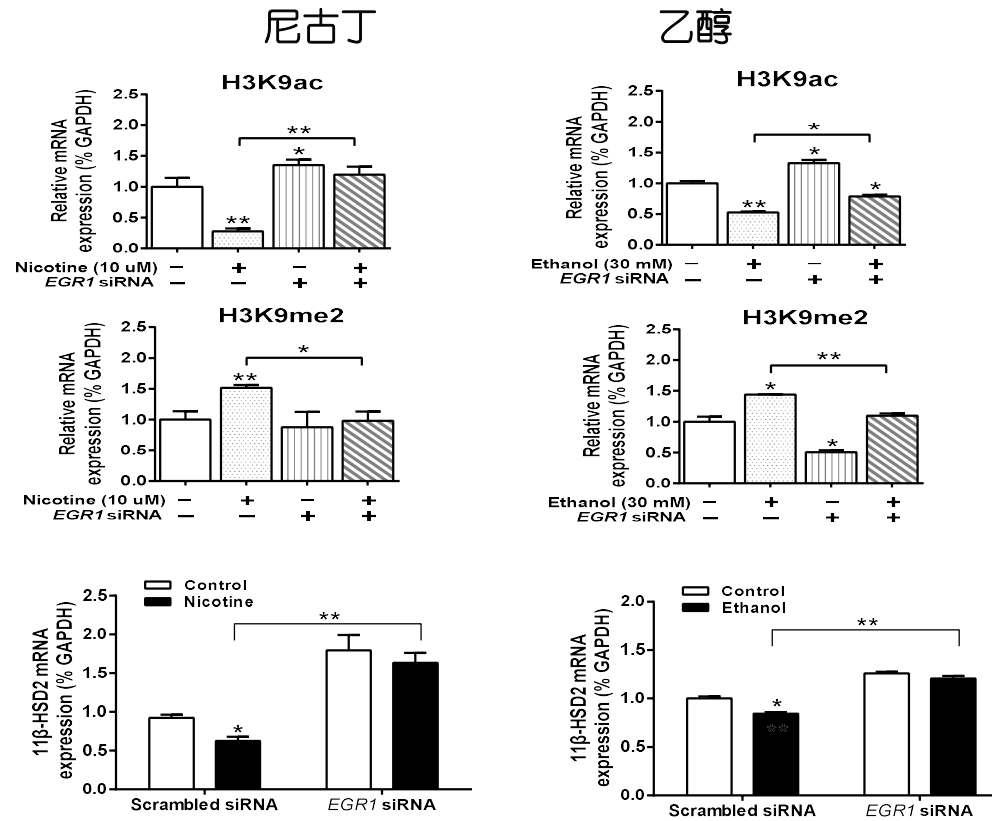 尼古丁
乙醇
H3K9ac
Relative mRNA
expression (% GAPDH)
2.5
2.0
1.5
1.0
0.5
0.0
**
*
**
Nicotine (10 uM) － ＋ － ＋
EGR1 siRNA － － ＋ ＋
H3K9ac
Relative mRNA
expression (% GAPDH)
2.5
2.0
1.5
1.0
0.5
0.0
*
*
*
**
Ethanol (30 mM) － ＋ － ＋
EGR1 siRNA － － ＋ ＋
H3K9me2
Relative mRNA
expression (% GAPDH)
2.5
2.0
1.5
1.0
0.5
0.0
*
**
Nicotine (10 uM) － ＋ － ＋
EGR1 siRNA － － ＋ ＋
H3K9me2
Relative mRNA
expression (% GAPDH)
2.5
2.0
1.5
1.0
0.5
0.0
**
*
*
Ethanol (30 mM) － ＋ － ＋
EGR1 siRNA － － ＋ ＋
Control
Nicotine
11β-HSD2 mRNA
expression (% GAPDH)
2.5
2.0
1.5
1.0
0.5
0.0
**
*
Scrambled siRNA EGR1 siRNA
Control
Ethanol
11β-HSD2 mRNA
expression (% GAPDH)
2.0
1.5
1.0
0.5
0.0
**
*
**
Scrambled siRNA EGR1 siRNA